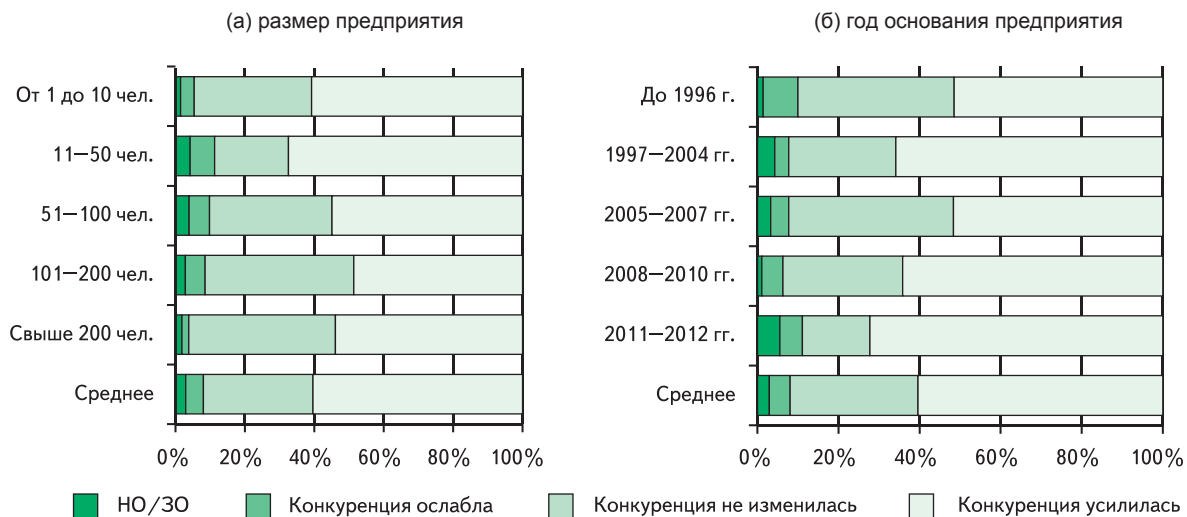 (а) размер предприятия
От 1 до 10 чел.
11—50 чел.
51—100 чел.
101—200 чел.
Свыше 200 чел.
Среднее
0% 20% 40% 60% 80% 100%
(б) год основания предприятия
До 1996 г.
1997—2004 гг.
2005—2007 гг.
2008—2010 гг.
2011—2012 гг.
Среднее
0% 20% 40% 60% 80% 100%
НО/ЗО Конкуренция ослабла Конкуренция не изменилась Конкуренция усилилась